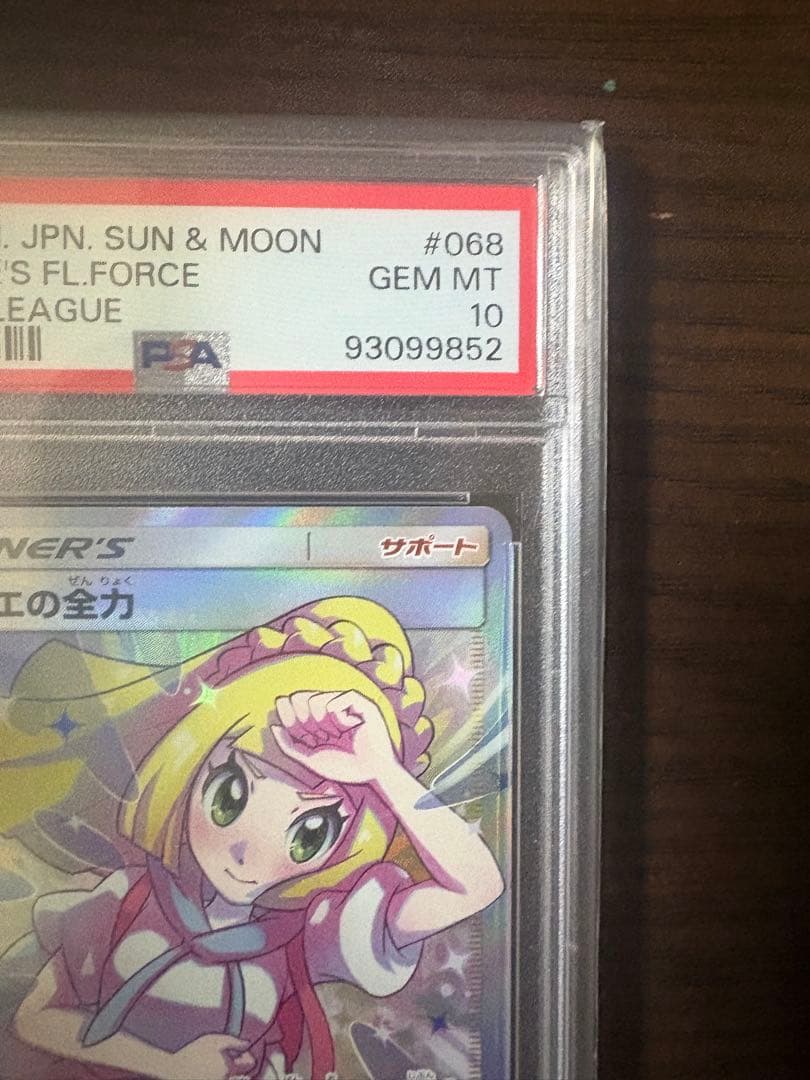 . JPN. SUN & MOON #068
'S FL.FORCE GEM MT
LEAGUE 10
PSA 93099852
NER'S サポート
ぜん りょく
エの全力